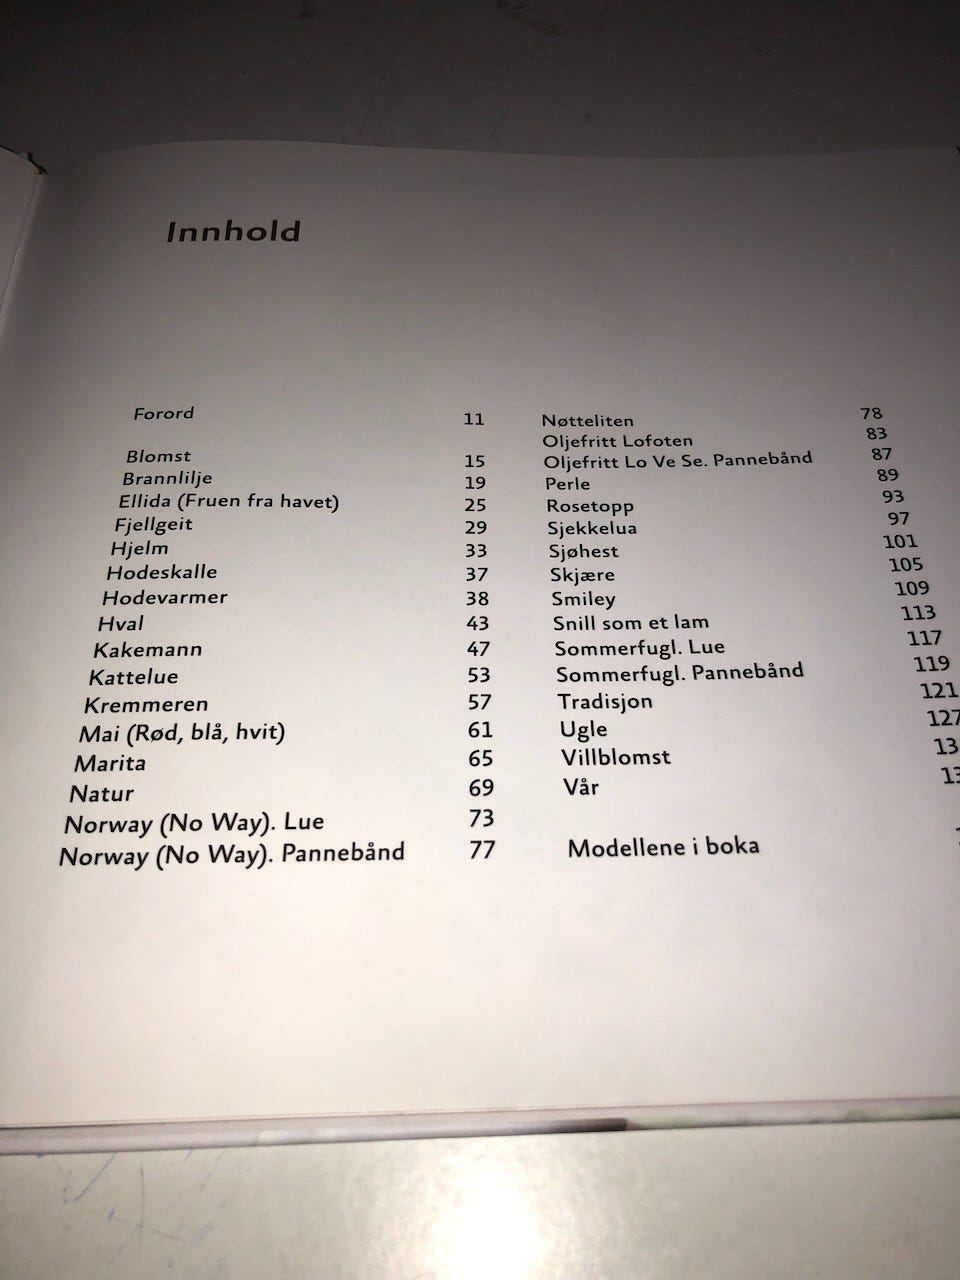 Innhold
Forord 11
Blomst 15
Brannlilje 19
Ellida (Fruen fra havet) 25
Fjellgeit 29
Hjelm 33
Hodeskalle 37
Hodevarmer 38
Hval 43
Kakemann 47
Kattelue 53
Kremmeren 57
Mai (Rød, blå, hvit) 61
Marita 65
Natur 69
Norway (No Way). Lue 73
Norway (No Way). Pannebånd 77
Nøtteliten 78
Oljefritt Lofoten 83
Oljefritt Lo Ve Se. Pannebånd 87
Perle 89
Rosetopp 93
Sjekkelua 97
Sjøhest 101
Skjære 105
Smiley 109
Snill som et lam 113
Sommerfugl. Lue 117
Sommerfugl. Pannebånd 119
Tradisjon 121
Ugle 127
Villblomst
Vår
Modellene i boka